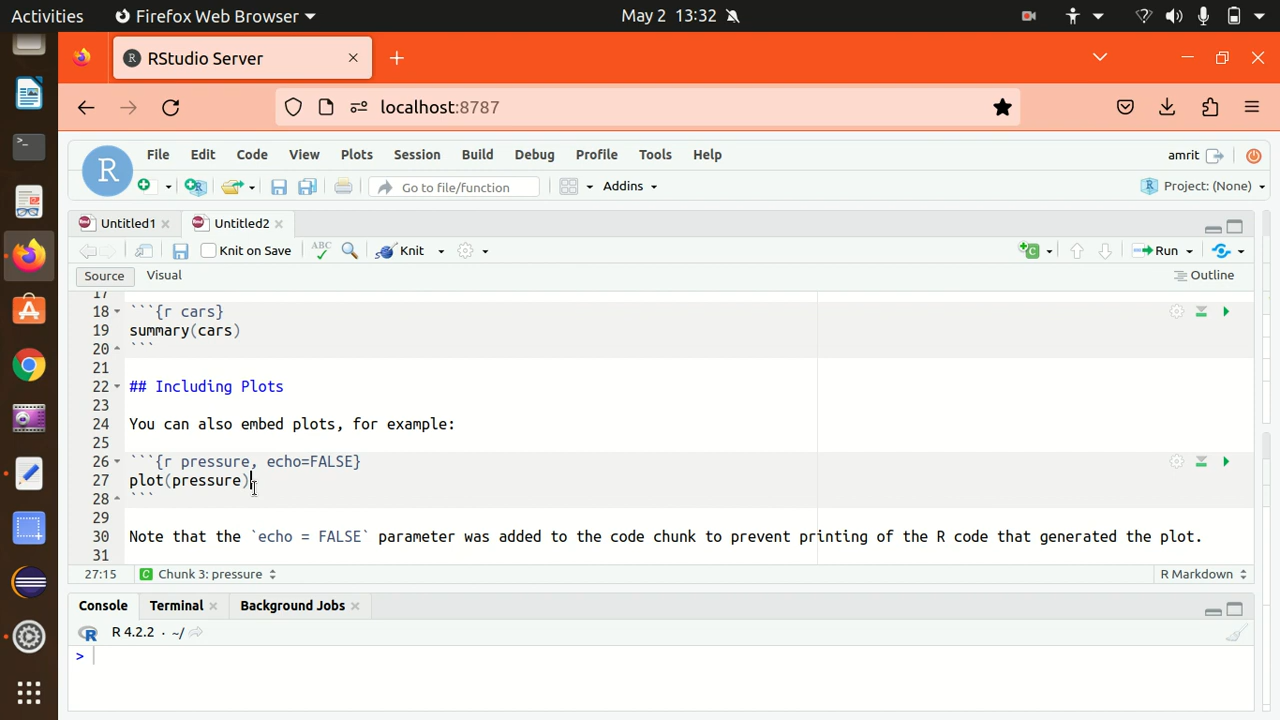 Activities Firefox Web Browser May 2 13:32
RStudio Server
localhost:8787
File Edit Code View Plots Session Build Debug Profile Tools Help amrit
Go to file/function Addins Project: (None)
Untitled1 Untitled2
Knit on Save ABC Knit Run
Source Visual Outline
17
18 ```{r cars}
19 summary(cars)
20 ```
21
22 ## Including Plots
23
24 You can also embed plots, for example:
25
26 ```{r pressure, echo=FALSE}
27 plot(pressure)
28 ```
29
30 Note that the `echo = FALSE` parameter was added to the code chunk to prevent printing of the R code that generated the plot.
31
27:15 Chunk 3: pressure R Markdown
Console Terminal Background Jobs
R 4.2.2 · ~/
>